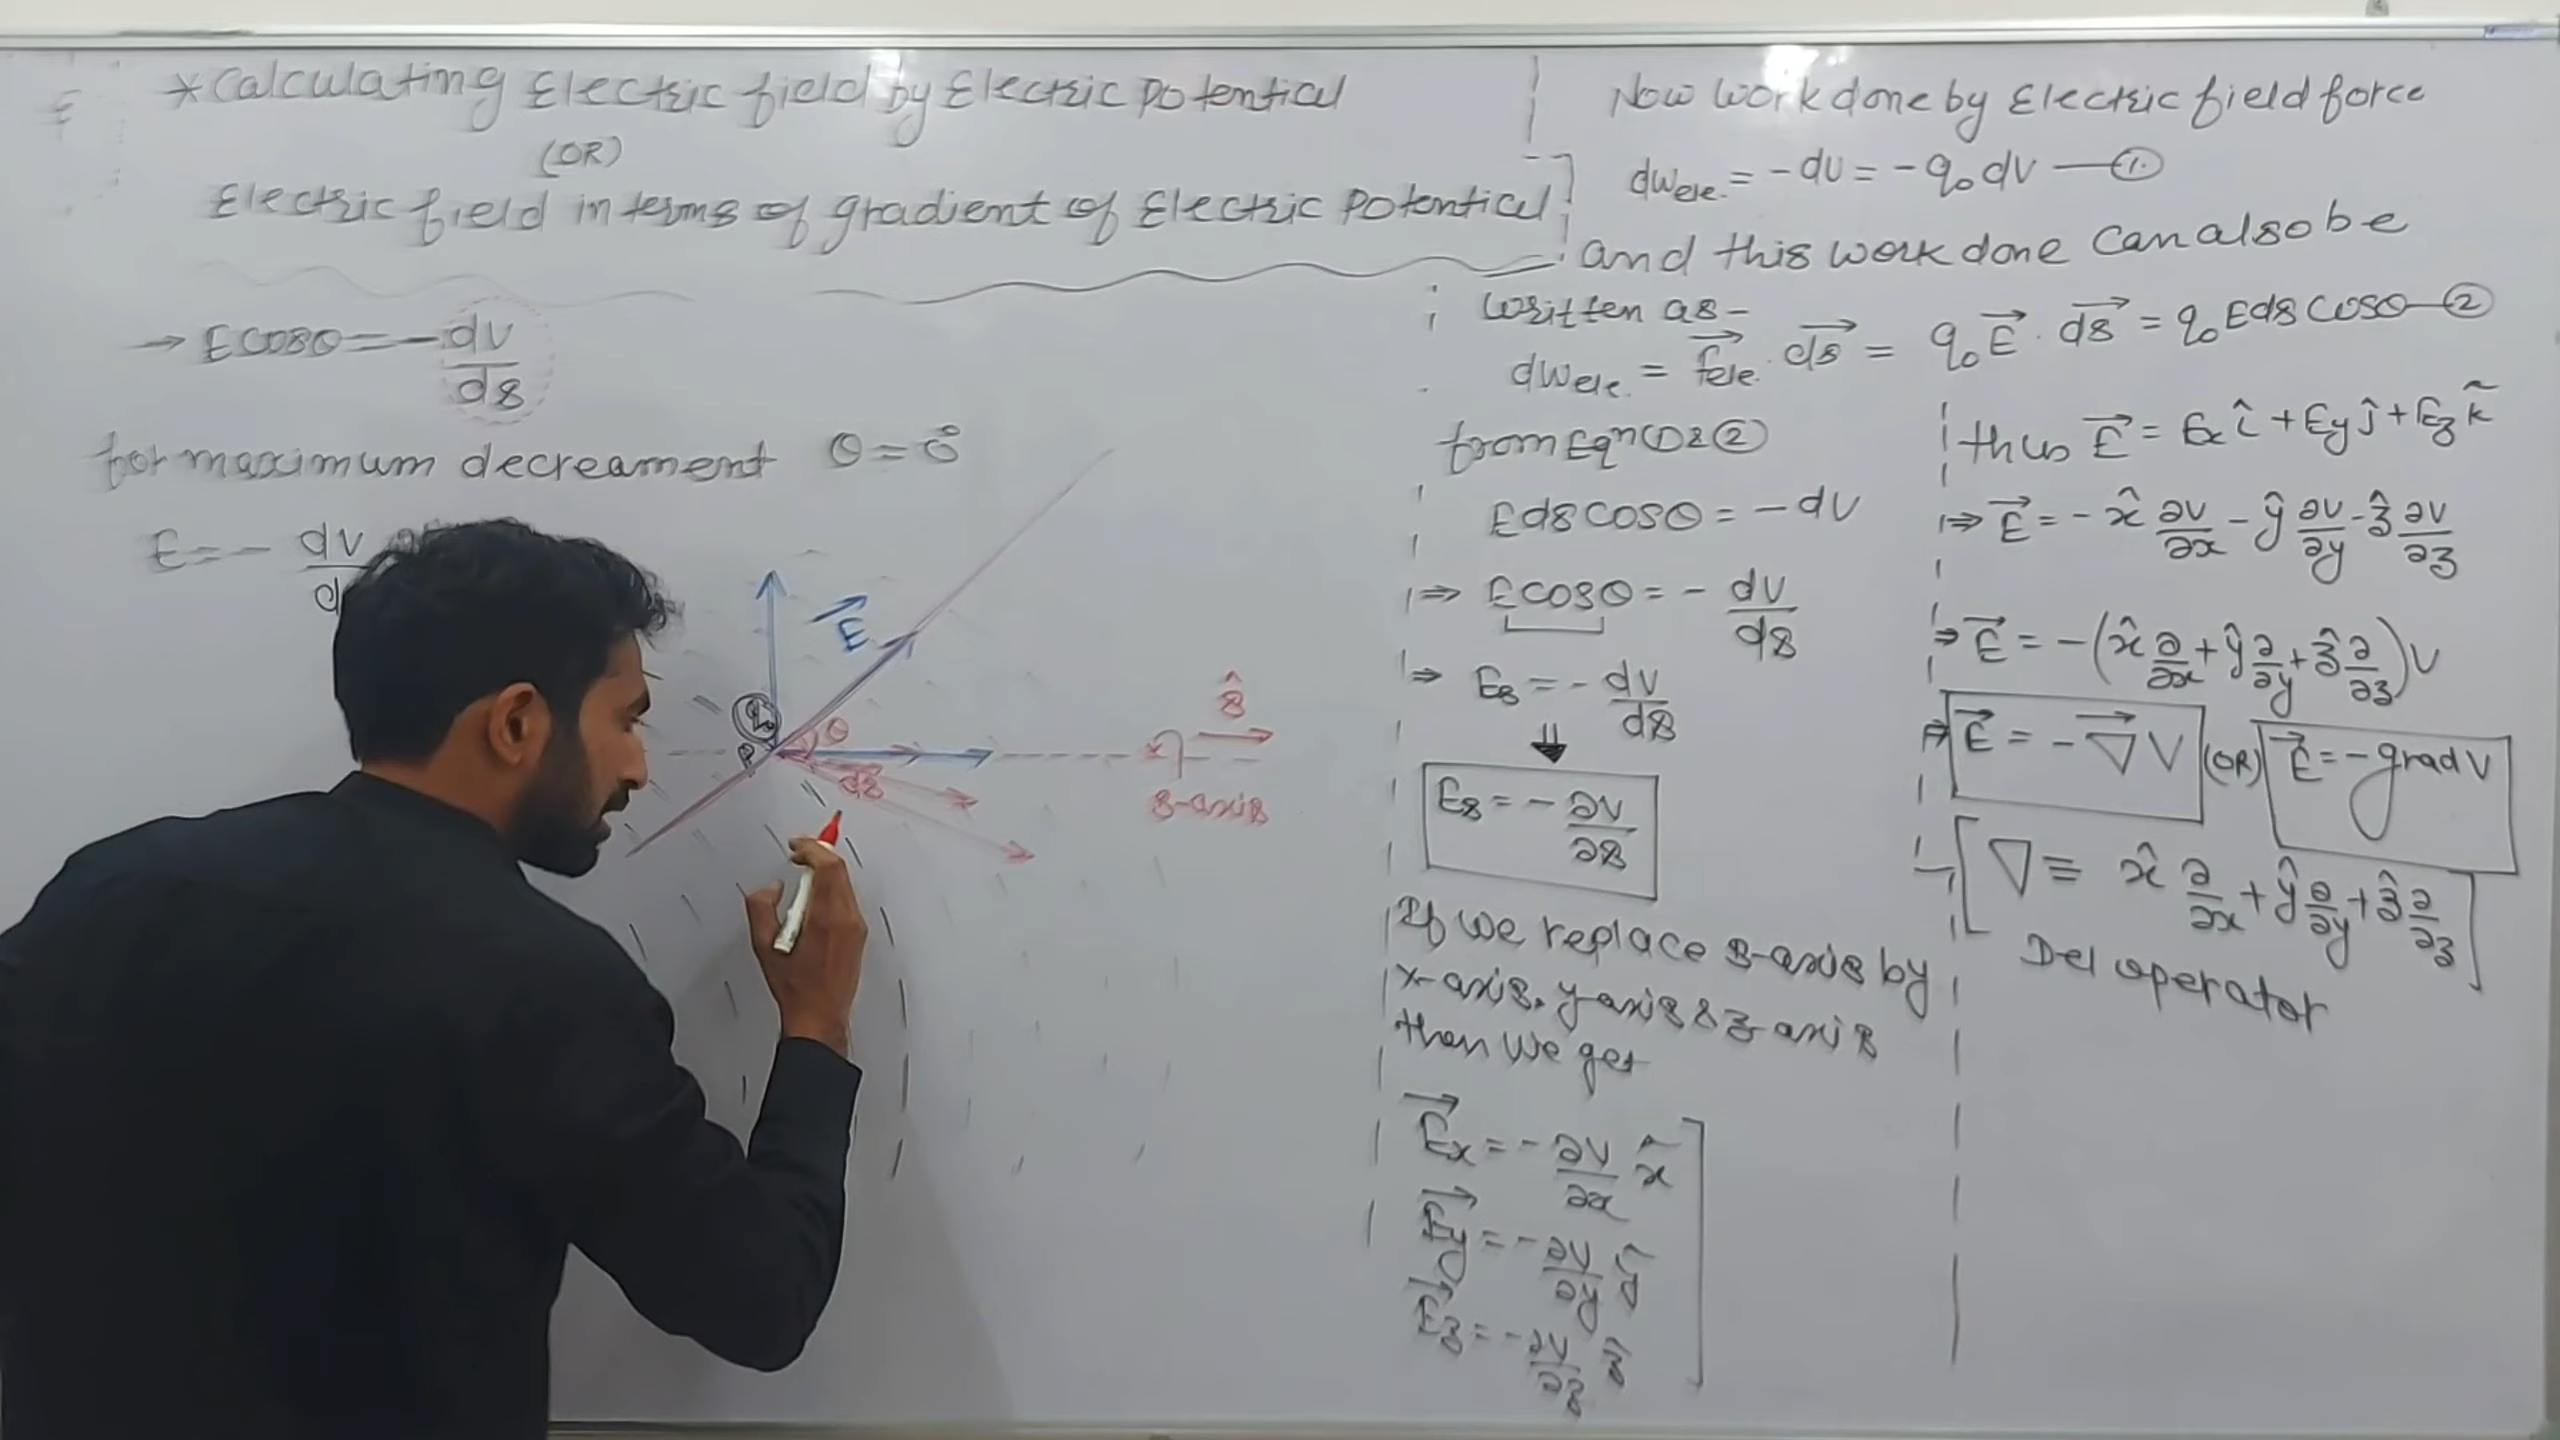 *Calculating Electric field by Electric Potential
(OR)
Electric field in terms of gradient of Electric Potential
→ E cosθ = - dV/ds
for maximum decreament θ = 0°
E = - dV
E⃗
q₀
P
θ
ds⃗
ŝ
s-axis
Now work done by Electric field force
dWele. = -dU = -q₀dV —①
and this work done can also be
written as -
dWele. = f⃗ele. · ds⃗ = q₀E⃗ · ds⃗ = q₀Eds cosθ —②
from Eqn ① & ②
Eds cosθ = -dV
⇒ E cosθ = - dV/ds
⇒ Es = - dV/ds
⇓
Es = - ∂V/∂s
If we replace s-axis by
x-axis, y-axis & z-axis
then we get
E⃗x = - ∂V/∂x x̂
E⃗y = - ∂V/∂y ŷ
E⃗z = - ∂V/∂z ẑ
thus E⃗ = Ex î + Ey ĵ + Ez k̂
⇒ E⃗ = - x̂ ∂V/∂x - ŷ ∂V/∂y - ẑ ∂V/∂z
⇒ E⃗ = -(x̂ ∂/∂x + ŷ ∂/∂y + ẑ ∂/∂z)V
⇒ E⃗ = -∇⃗V (OR) E⃗ = -grad V
[∇ ≡ x̂ ∂/∂x + ŷ ∂/∂y + ẑ ∂/∂z]
Del operator